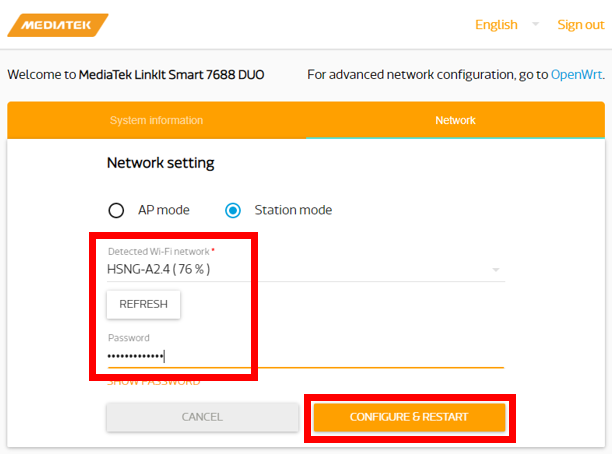 MEDIATEK
English Sign out
Welcome to MediaTek LinkIt Smart 7688 DUO For advanced network configuration, go to OpenWrt.
System information Network
Network setting
AP mode Station mode
Detected Wi-Fi network *
HSNG-A2.4 ( 76 % )
REFRESH
Password
•••••••••••••
SHOW PASSWORD
CANCEL CONFIGURE & RESTART